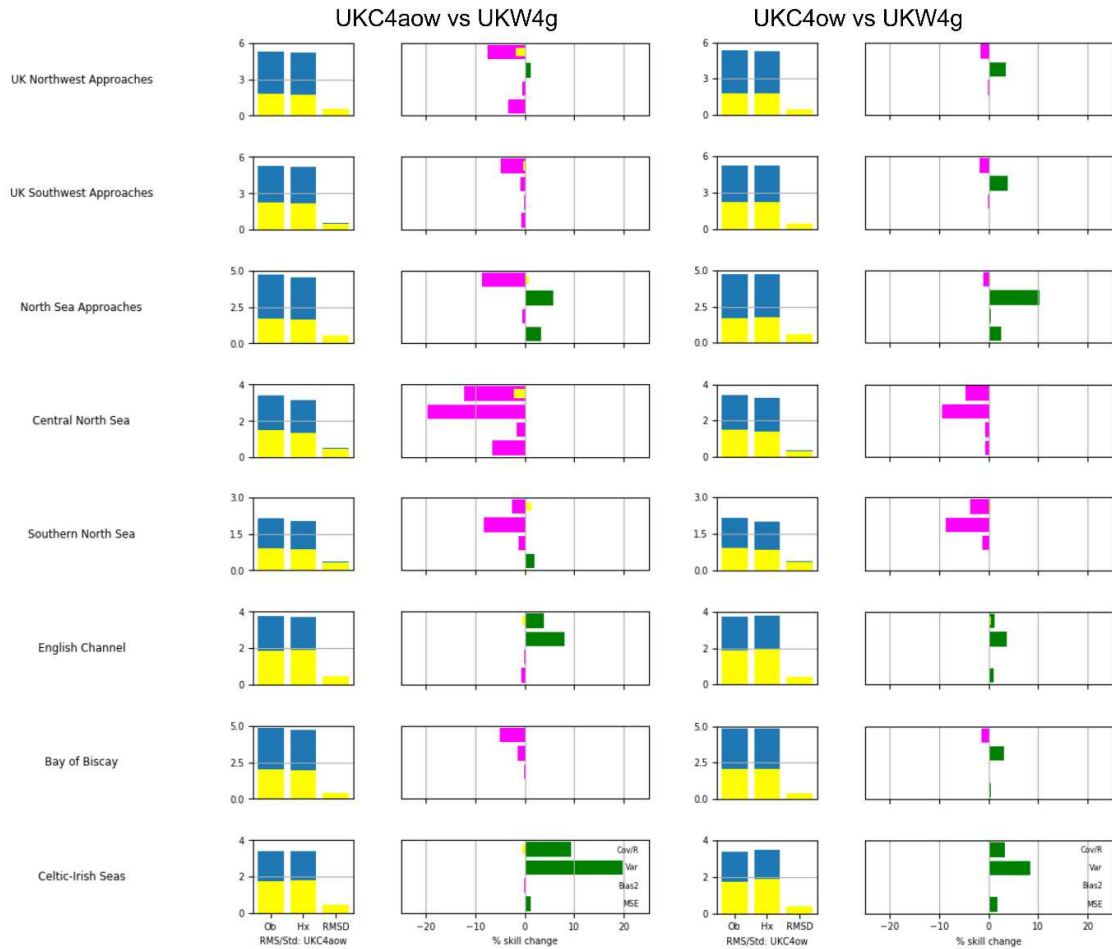 UKC4aow vs UKW4g
UKC4ow vs UKW4g
UK Northwest Approaches
6
3
0
6
3
0
UK Southwest Approaches
6
3
0
6
3
0
North Sea Approaches
5.0
2.5
0.0
5.0
2.5
0.0
Central North Sea
4
2
0
4
2
0
Southern North Sea
3.0
1.5
0.0
3.0
1.5
0.0
English Channel
4
2
0
4
2
0
Bay of Biscay
5.0
2.5
0.0
5.0
2.5
0.0
Celtic-Irish Seas
4
2
0
Cov/R
Var
Bias2
MSE
4
2
0
Cov/R
Var
Bias2
MSE
Ob Hx RMSD
−20 −10 0 10 20
Ob Hx RMSD
−20 −10 0 10 20
RMS/Std: UKC4aow
% skill change
RMS/Std: UKC4ow
% skill change